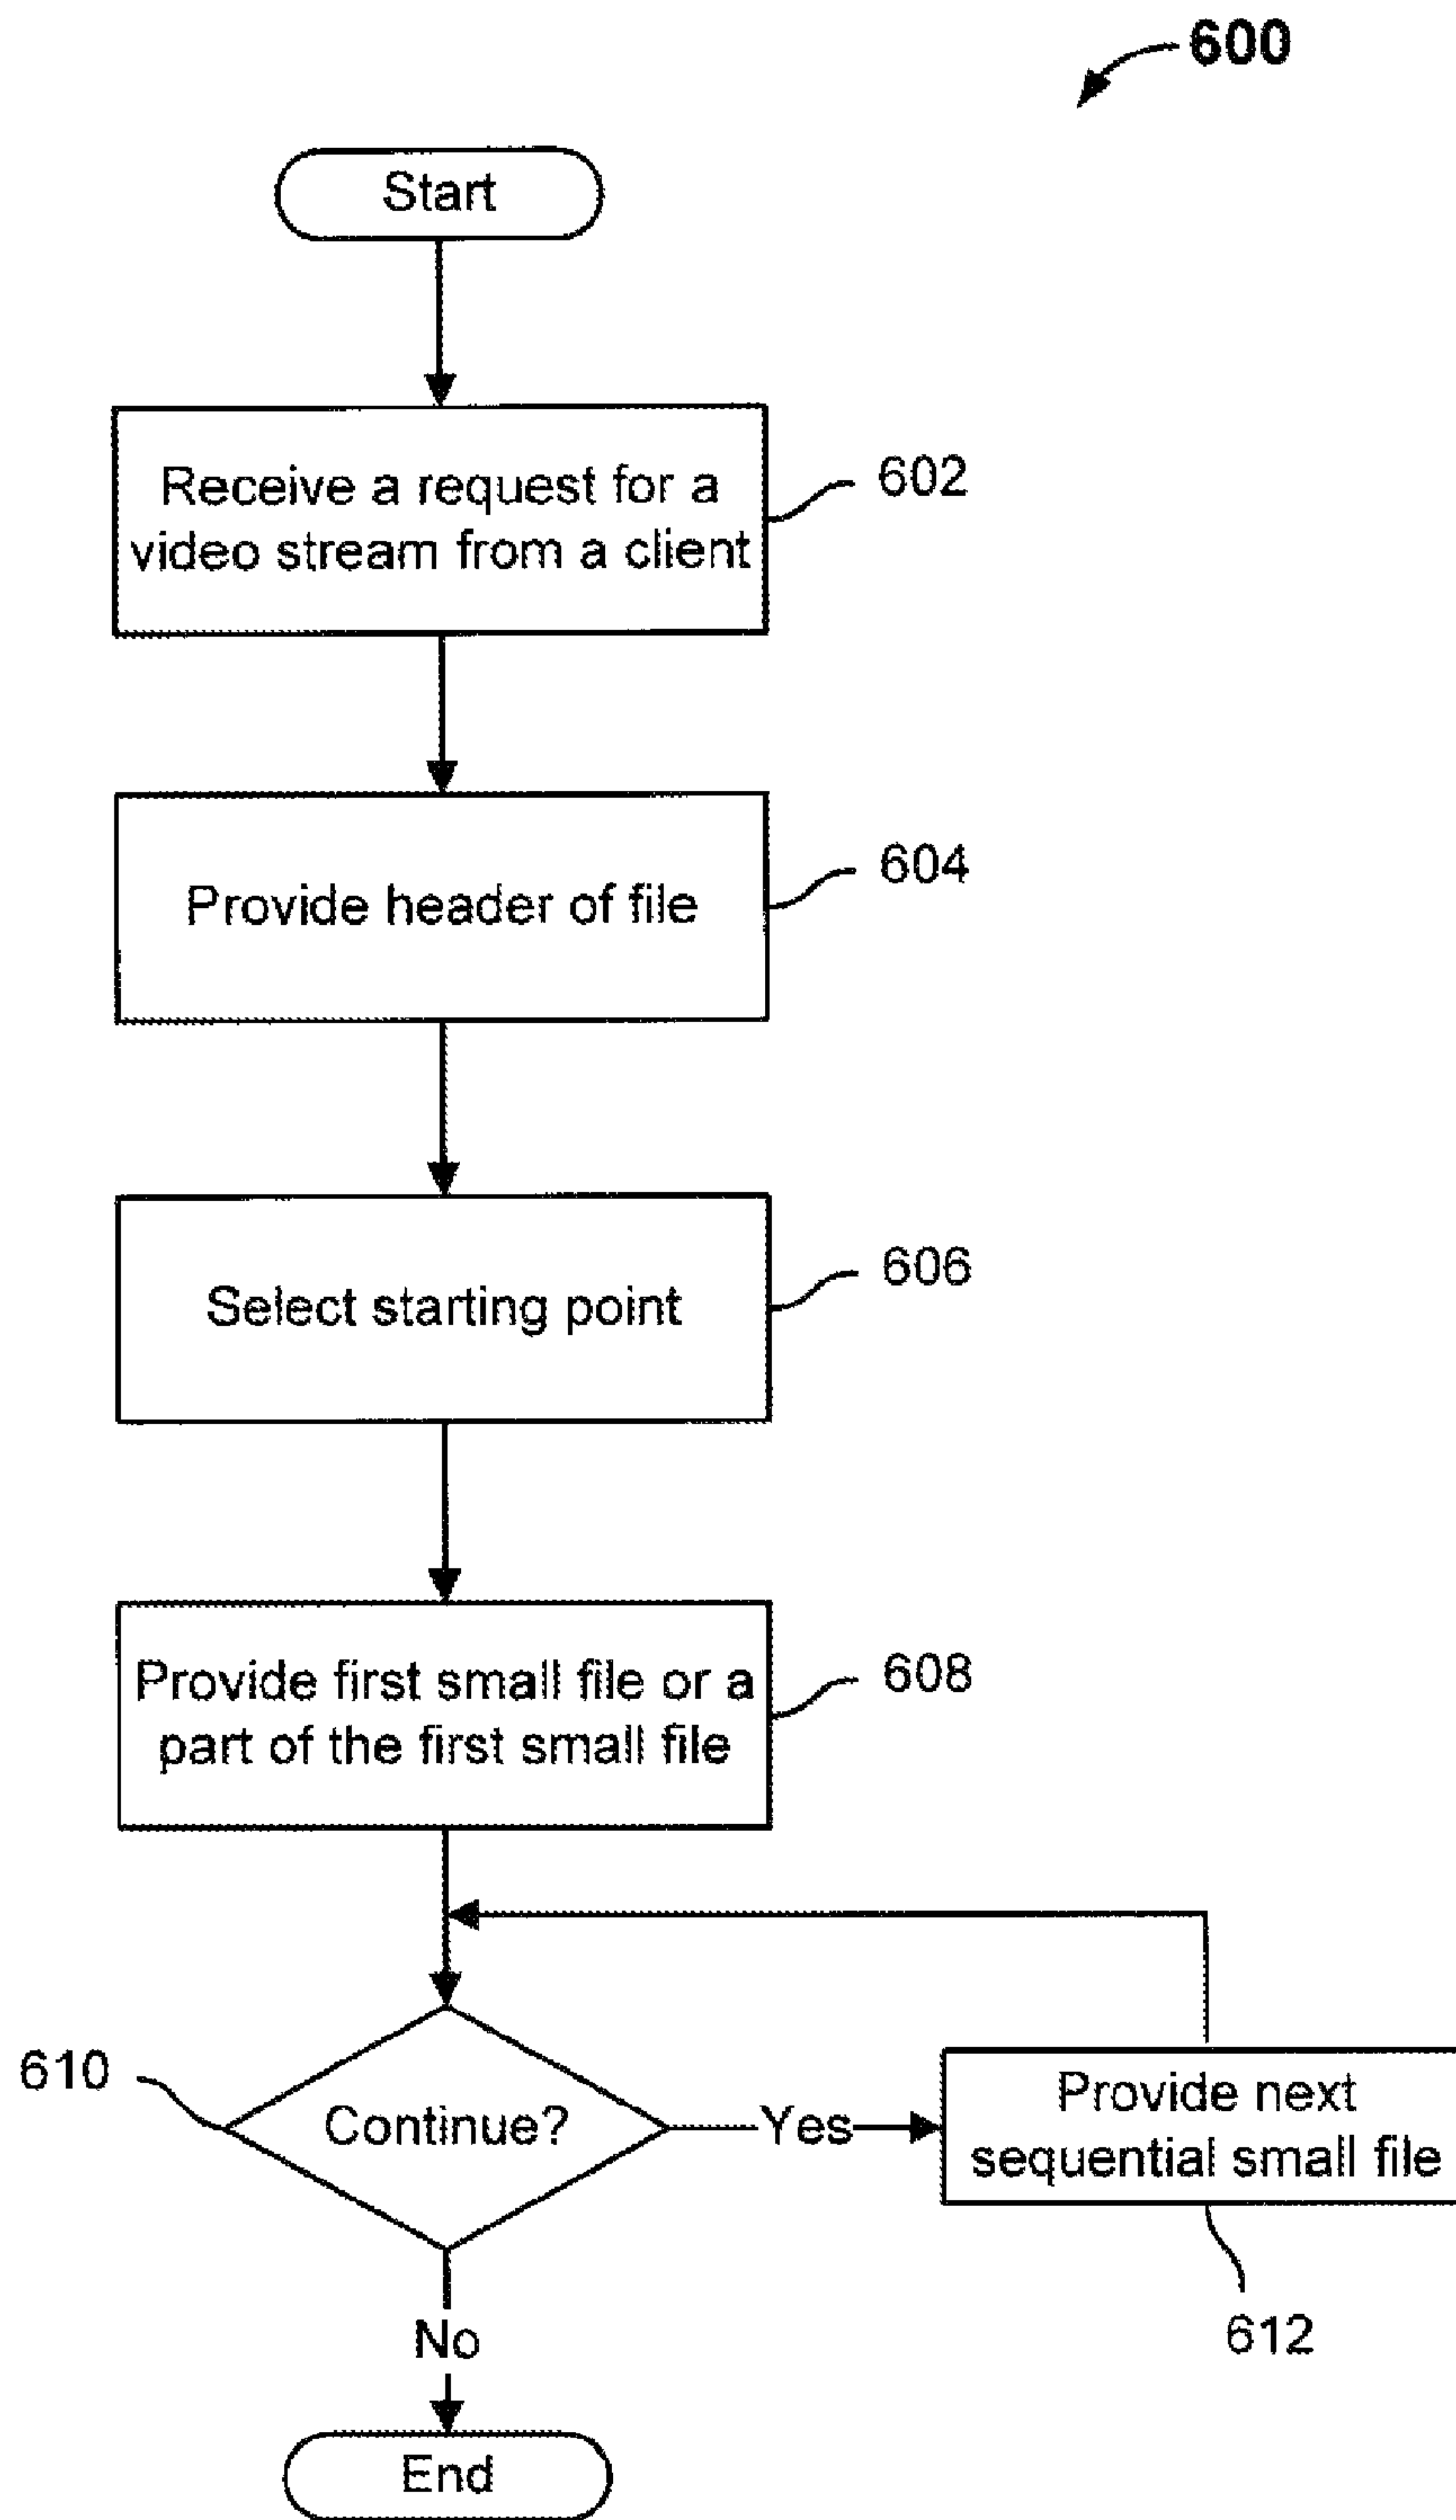 600
Start
Receive a request for a
video stream from a client
602
Provide header of file
604
Select starting point
606
Provide first small file or a
part of the first small file
608
610
Continue?
Yes
Provide next
sequential small file
612
No
End